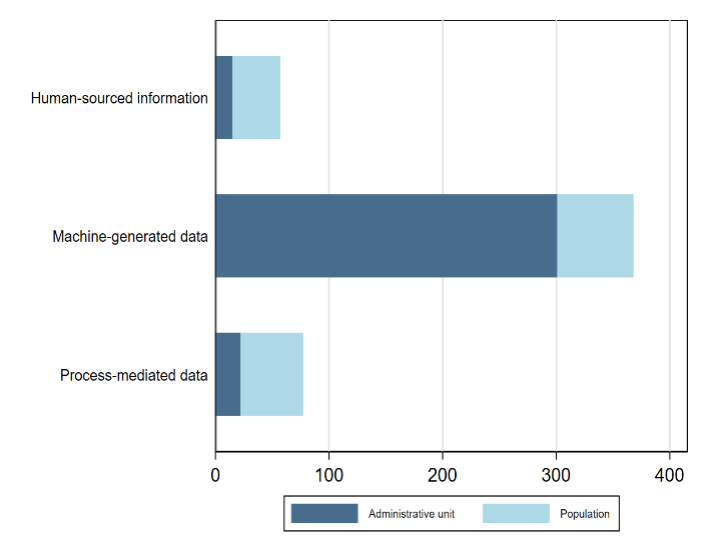 Human-sourced information
Machine-generated data
Process-mediated data
0 100 200 300 400
Administrative unit Population